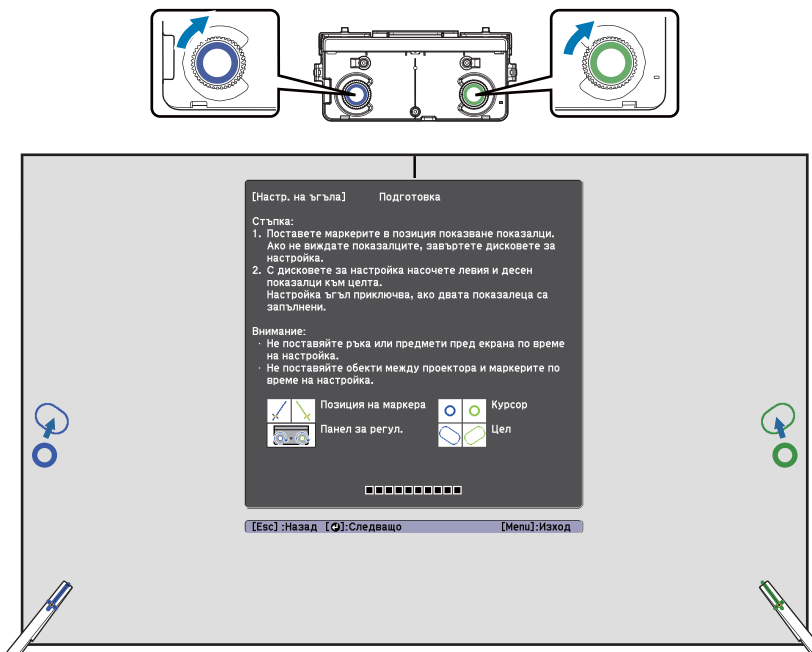 [Настр. на ъгъла] Подготовка
Стъпка:
1. Поставете маркерите в позиция показване показалци.
Ако не виждате показалците, завъртете дисковете за
настройка.
2. С дисковете за настройка насочете левия и десен
показалци към целта.
Настройка ъгъл приключва, ако двата показалеца са
запълнени.
Внимание:
· Не поставяйте ръка или предмети пред екрана по време
на настройка.
· Не поставяйте обекти между проектора и маркерите по
време на настройка.
Позиция на маркера Курсор
Панел за регул. Цел
[Esc] :Назад [⏎]:Следващо [Menu]:Изход